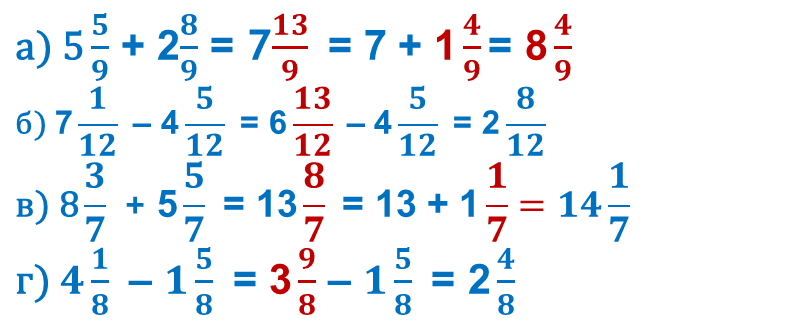 а) 5 5/9 + 2 8/9 = 7 13/9 = 7 + 1 4/9 = 8 4/9
б) 7 1/12 – 4 5/12 = 6 13/12 – 4 5/12 = 2 8/12
в) 8 3/7 + 5 5/7 = 13 8/7 = 13 + 1 1/7 = 14 1/7
г) 4 1/8 – 1 5/8 = 3 9/8 – 1 5/8 = 2 4/8